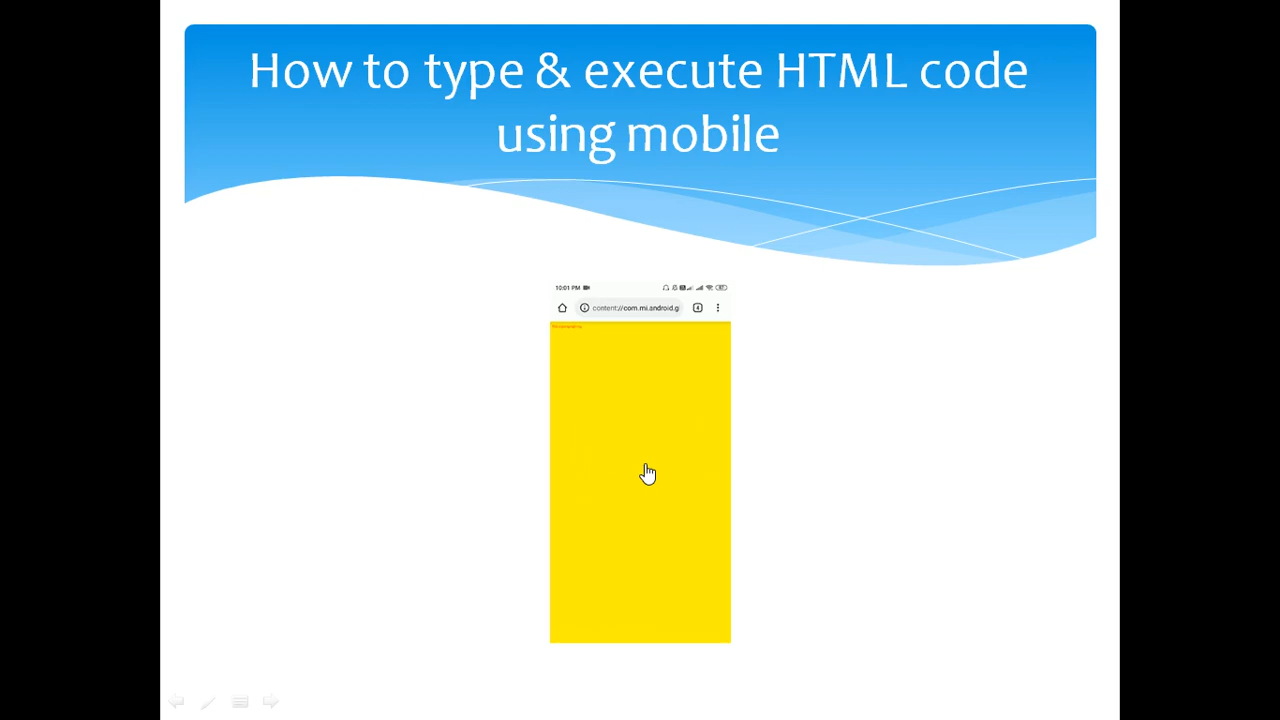 How to type & execute HTML code
using mobile
10:01 PM
content://com.mi.android.g